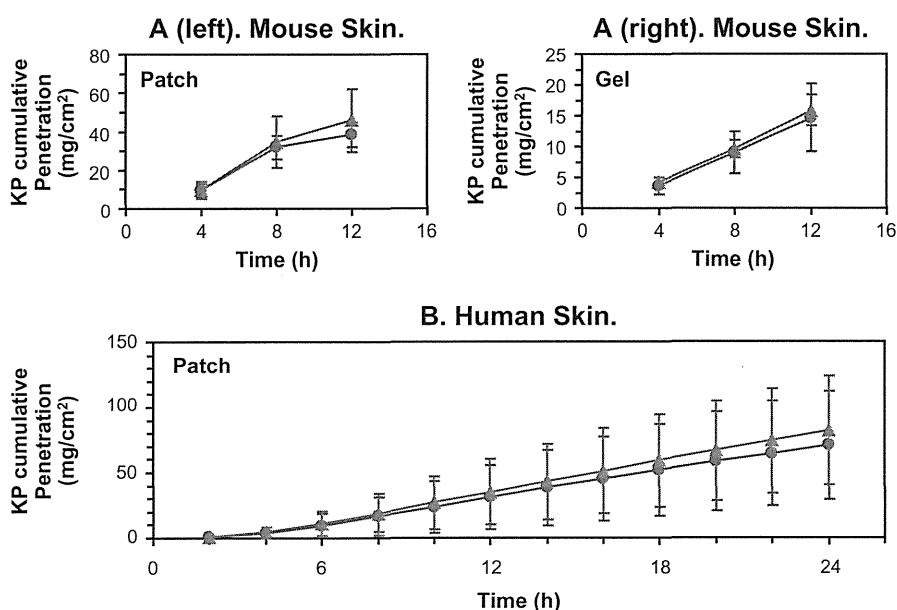 A (left). Mouse Skin.
KP cumulative
Penetration
(mg/cm²)
80
60
40
20
0
Patch
0 4 8 12 16
Time (h)
A (right). Mouse Skin.
KP cumulative
Penetration
(mg/cm²)
25
20
15
10
5
0
Gel
0 4 8 12 16
Time (h)
B. Human Skin.
KP cumulative
Penetration
(mg/cm²)
150
100
50
0
Patch
0 6 12 18 24
Time (h)